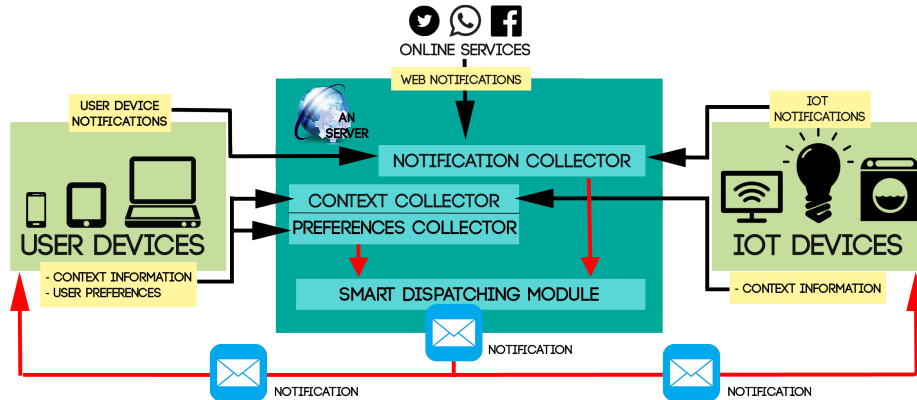 ONLINE SERVICES
WEB NOTIFICATIONS
USER DEVICE
NOTIFICATIONS
AN
SERVER
IOT
NOTIFICATIONS
NOTIFICATION COLLECTOR
CONTEXT COLLECTOR
PREFERENCES COLLECTOR
USER DEVICES
IOT DEVICES
- CONTEXT INFORMATION
- USER PREFERENCES
SMART DISPATCHING MODULE
- CONTEXT INFORMATION
NOTIFICATION
NOTIFICATION
NOTIFICATION